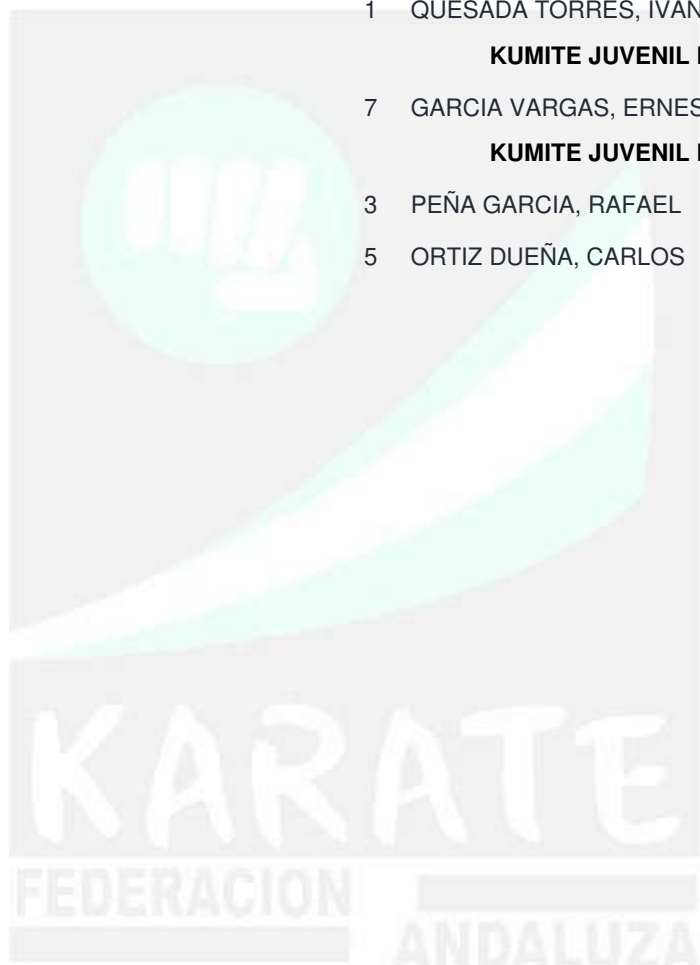 1 QUESADA TORRES, IVAN
KUMITE JUVENIL
7 GARCIA VARGAS, ERNES
KUMITE JUVENIL
3 PEÑA GARCIA, RAFAEL
5 ORTIZ DUEÑA, CARLOS
KARATE
FEDERACION
ANDALUZA